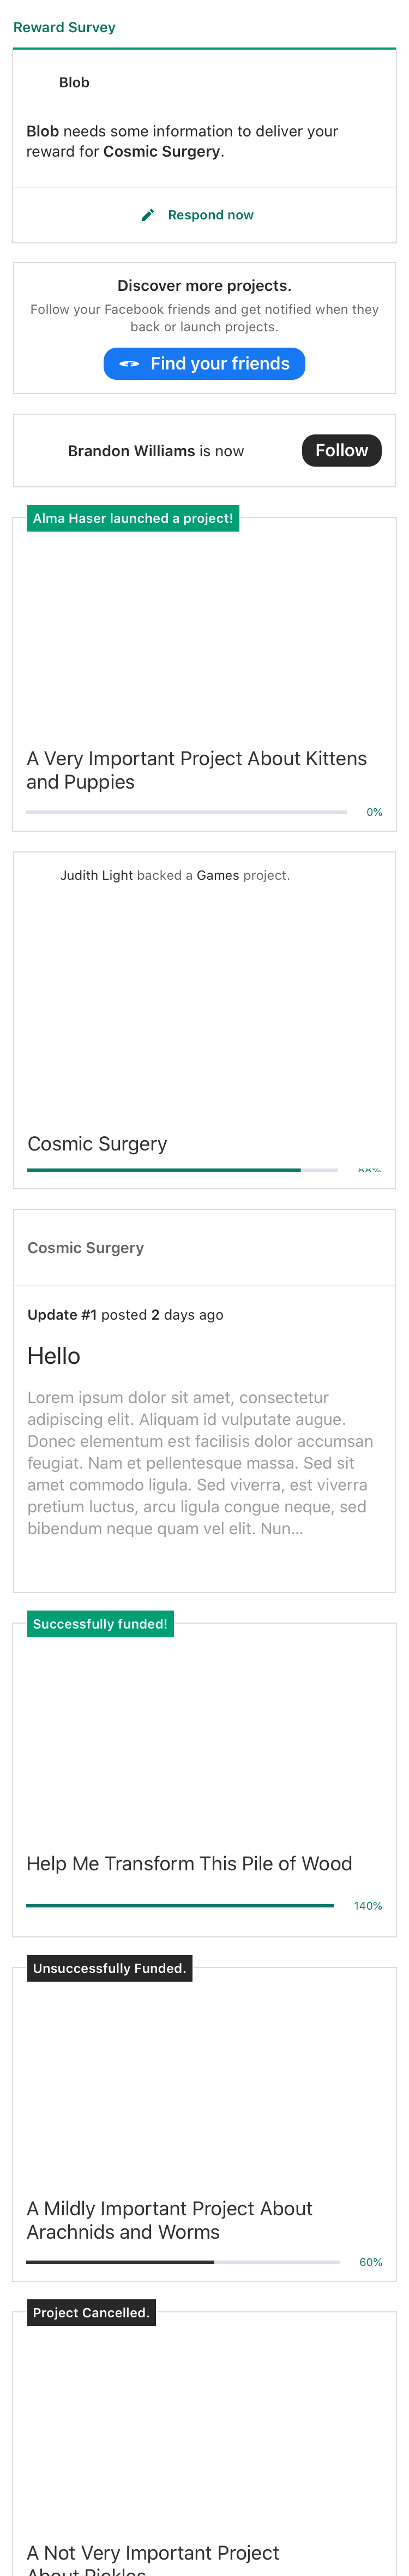 Reward Survey
Blob
Blob needs some information to deliver your
reward for Cosmic Surgery.
Respond now
Discover more projects.
Follow your Facebook friends and get notified when they
back or launch projects.
Find your friends
Brandon Williams is now
Follow
Alma Haser launched a project!
A Very Important Project About Kittens
and Puppies
0%
Judith Light backed a Games project.
Cosmic Surgery
Cosmic Surgery
Update #1 posted 2 days ago
Hello
Lorem ipsum dolor sit amet, consectetur
adipiscing elit. Aliquam id vulputate augue.
Donec elementum est facilisis dolor accumsan
feugiat. Nam et pellentesque massa. Sed sit
amet commodo ligula. Sed viverra, est viverra
pretium luctus, arcu ligula congue neque, sed
bibendum neque quam vel elit. Nun...
Successfully funded!
Help Me Transform This Pile of Wood
140%
Unsuccessfully Funded.
A Mildly Important Project About
Arachnids and Worms
60%
Project Cancelled.
A Not Very Important Project
About Pickles